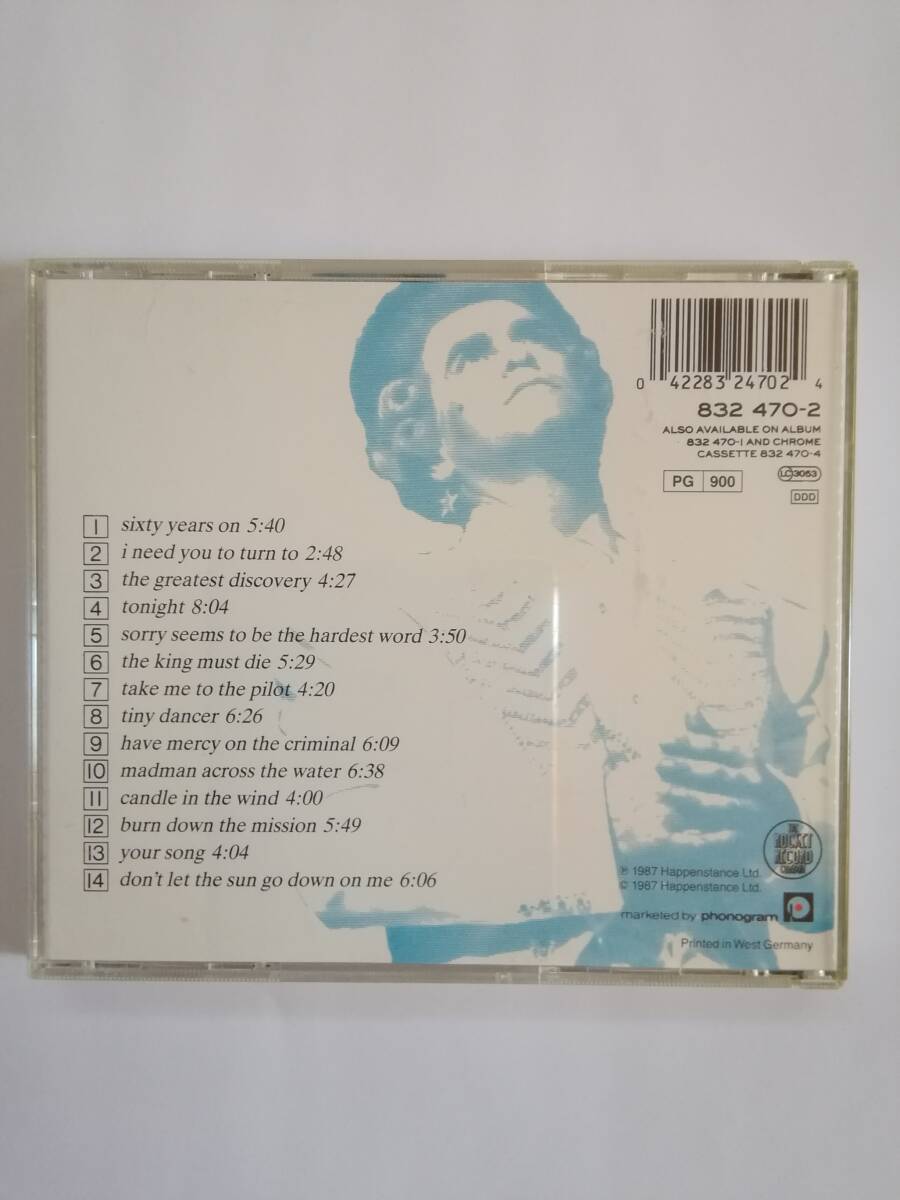 0 42283 24702 4
832 470-2
ALSO AVAILABLE ON ALBUM
832 470-1 AND CHROME
CASSETTE 832 470-4
PG 900
LC 3053
DDD
1 sixty years on 5:40
2 i need you to turn to 2:48
3 the greatest discovery 4:27
4 tonight 8:04
5 sorry seems to be the hardest word 3:50
6 the king must die 5:29
7 take me to the pilot 4:20
8 tiny dancer 6:26
9 have mercy on the criminal 6:09
10 madman across the water 6:38
11 candle in the wind 4:00
12 burn down the mission 5:49
13 your song 4:04
14 don't let the sun go down on me 6:06
THE
ROCKET
RECORD
COMPANY
℗ 1987 Happenstance Ltd.
© 1987 Happenstance Ltd.
marketed by phonogram
Printed in West Germany